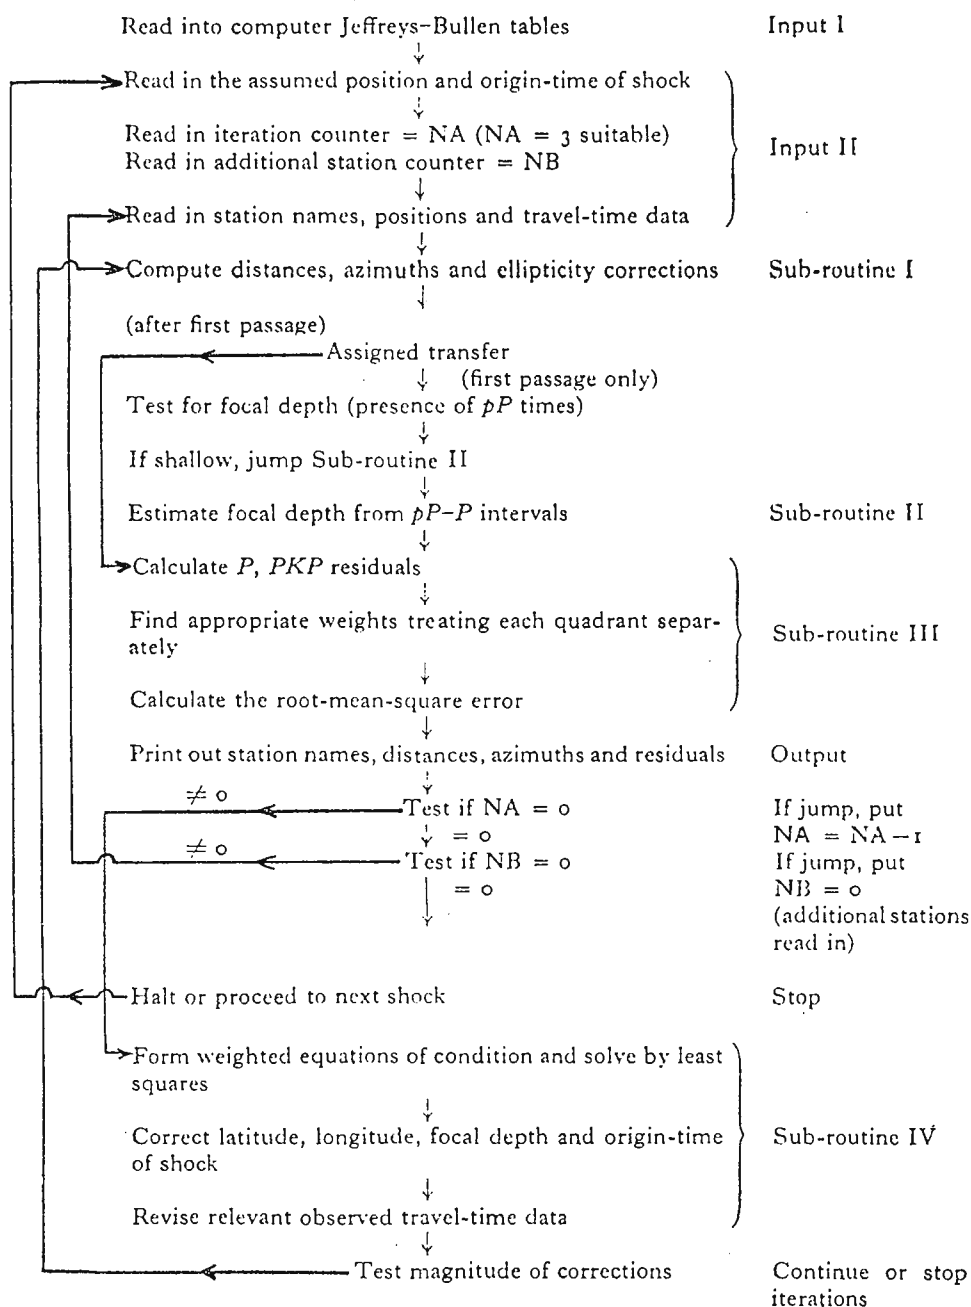 Read into computer Jeffreys–Bullen tables Input I
Read in the assumed position and origin-time of shock
Read in iteration counter = NA (NA = 3 suitable)
Input II
Read in additional station counter = NB
Read in station names, positions and travel-time data
Compute distances, azimuths and ellipticity corrections Sub-routine I
(after first passage)
Assigned transfer
(first passage only)
Test for focal depth (presence of pP times)
If shallow, jump Sub-routine II
Estimate focal depth from pP–P intervals Sub-routine II
Calculate P, PKP residuals
Find appropriate weights treating each quadrant separ-
ately
Sub-routine III
Calculate the root-mean-square error
Print out station names, distances, azimuths and residuals Output
≠ 0 Test if NA = 0 If jump, put
= 0 NA = NA – 1
≠ 0 Test if NB = 0 If jump, put
= 0 NB = 0
(additional stations
read in)
Halt or proceed to next shock Stop
Form weighted equations of condition and solve by least
squares
Correct latitude, longitude, focal depth and origin-time Sub-routine IV
of shock
Revise relevant observed travel-time data
Test magnitude of corrections Continue or stop
iterations